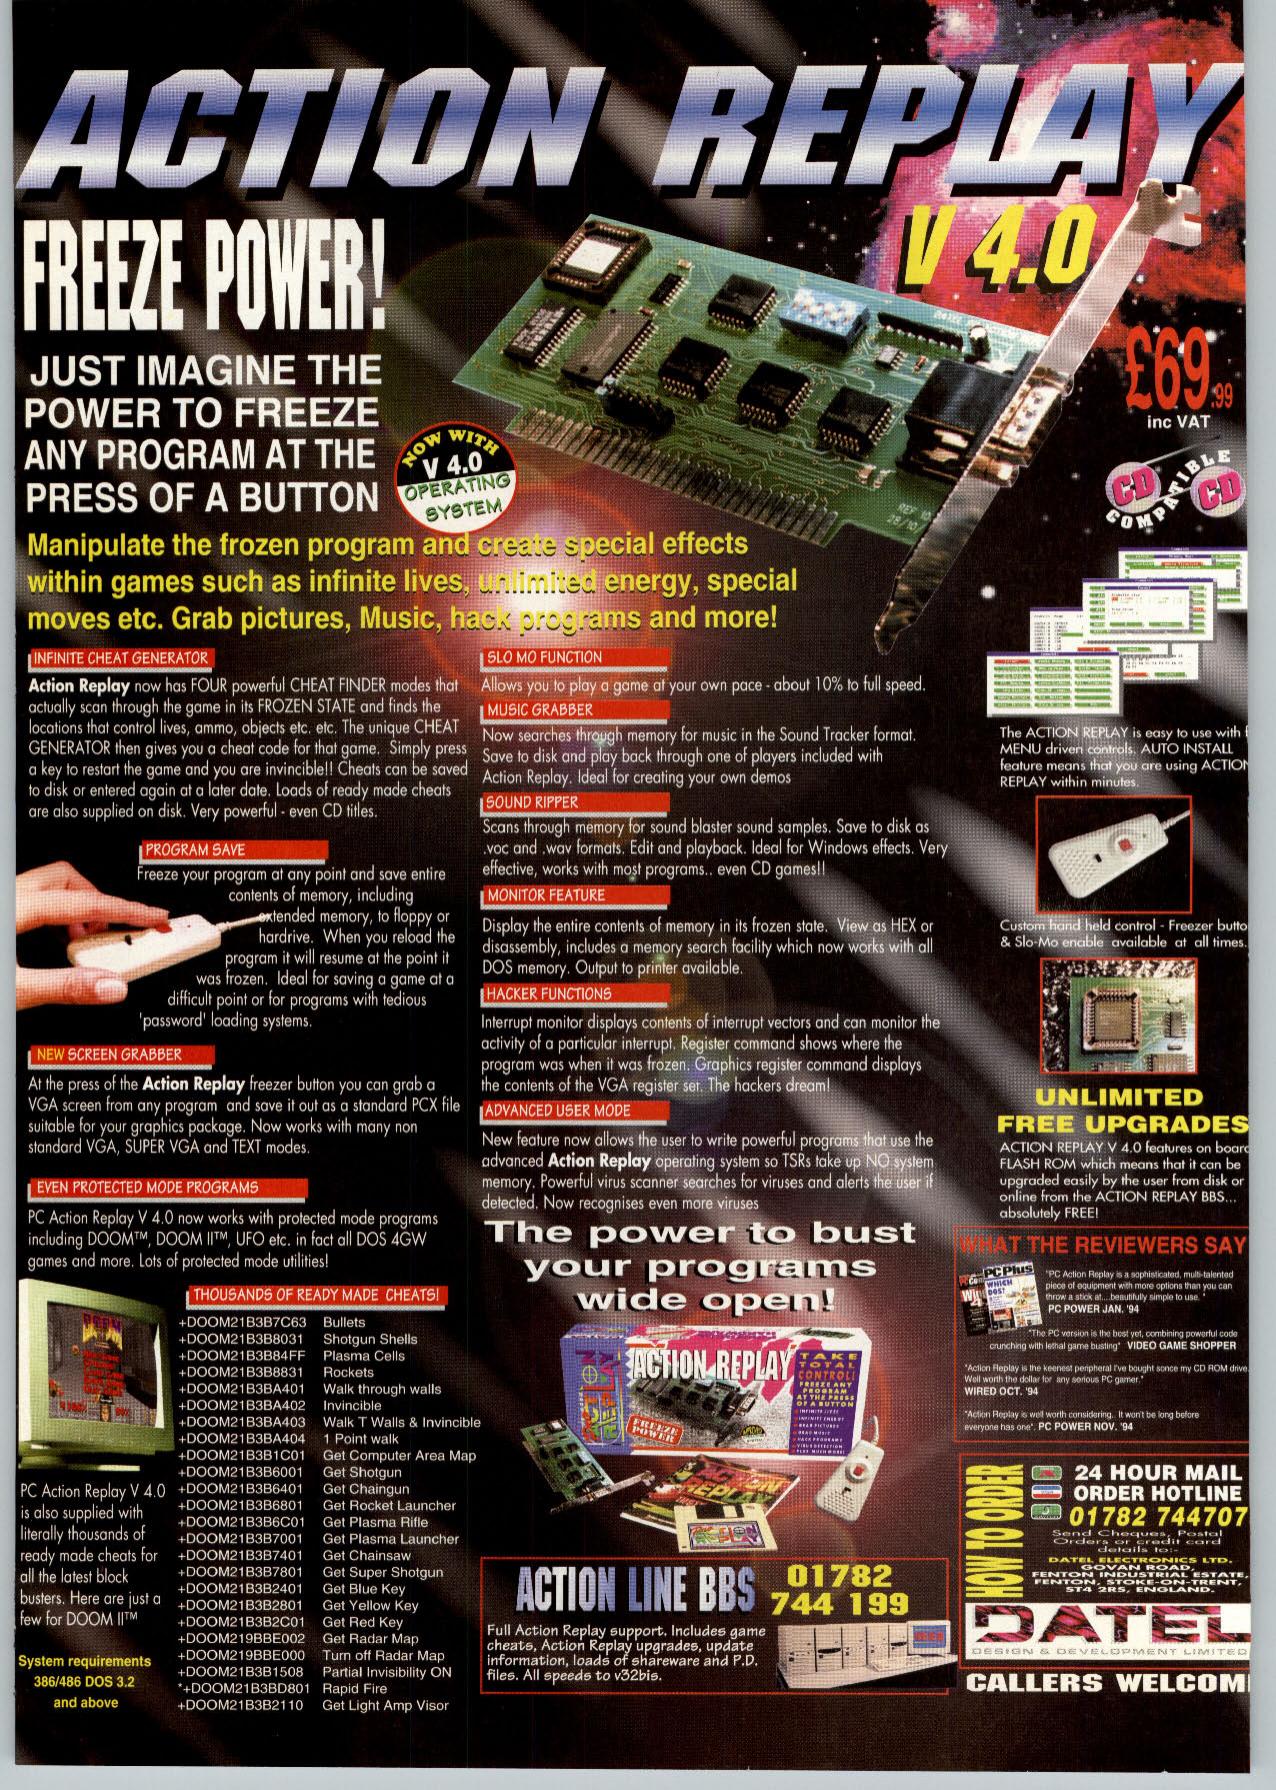 ACTION REPLAY
V 4.0
FREEZE POWER!
JUST IMAGINE THE
POWER TO FREEZE
ANY PROGRAM AT THE
PRESS OF A BUTTON
NOW WITH
V 4.0
OPERATING
SYSTEM
£69.99
inc VAT
CD COMPATIBLE CD
Manipulate the frozen program and create special effects
within games such as infinite lives, unlimited energy, special
moves etc. Grab pictures, Music, hack programs and more!
INFINITE CHEAT GENERATOR
Action Replay now has FOUR powerful CHEAT FINDER modes that
actually scan through the game in its FROZEN STATE and finds the
locations that control lives, ammo, objects etc. etc. The unique CHEAT
GENERATOR then gives you a cheat code for that game. Simply press
a key to restart the game and you are invincible!! Cheats can be saved
to disk or entered again at a later date. Loads of ready made cheats
are also supplied on disk. Very powerful - even CD titles.
PROGRAM SAVE
Freeze your program at any point and save entire
contents of memory, including
extended memory, to floppy or
hardrive. When you reload the
program it will resume at the point it
was frozen. Ideal for saving a game at a
difficult point or for programs with tedious
'password' loading systems.
NEW SCREEN GRABBER
At the press of the Action Replay freezer button you can grab a
VGA screen from any program and save it out as a standard PCX file
suitable for your graphics package. Now works with many non
standard VGA, SUPER VGA and TEXT modes.
EVEN PROTECTED MODE PROGRAMS
PC Action Replay V 4.0 now works with protected mode programs
including DOOM™, DOOM II™, UFO etc. in fact all DOS 4GW
games and more. Lots of protected mode utilities!
THOUSANDS OF READY MADE CHEATS!
+DOOM21B3B7C63 Bullets
+DOOM21B3B8031 Shotgun Shells
+DOOM21B3B84FF Plasma Cells
+DOOM21B3B8831 Rockets
+DOOM21B3BA401 Walk through walls
+DOOM21B3BA402 Invincible
+DOOM21B3BA403 Walk T Walls & Invincible
+DOOM21B3BA404 1 Point walk
+DOOM21B3B1C01 Get Computer Area Map
+DOOM21B3B6001 Get Shotgun
+DOOM21B3B6401 Get Chaingun
+DOOM21B3B6801 Get Rocket Launcher
+DOOM21B3B6C01 Get Plasma Rifle
+DOOM21B3B7001 Get Plasma Launcher
+DOOM21B3B7401 Get Chainsaw
+DOOM21B3B7801 Get Super Shotgun
+DOOM21B3B2401 Get Blue Key
+DOOM21B3B2801 Get Yellow Key
+DOOM21B3B2C01 Get Red Key
+DOOM219BBE002 Get Radar Map
+DOOM219BBE000 Turn off Radar Map
+DOOM21B3B1508 Partial Invisibility ON
*+DOOM21B3BD801 Rapid Fire
+DOOM21B3B2110 Get Light Amp Visor
PC Action Replay V 4.0
is also supplied with
literally thousands of
ready made cheats for
all the latest block
busters. Here are just a
few for DOOM II™
System requirements
386/486 DOS 3.2
and above
SLO MO FUNCTION
Allows you to play a game at your own pace - about 10% to full speed.
MUSIC GRABBER
Now searches through memory for music in the Sound Tracker format.
Save to disk and play back through one of players included with
Action Replay. Ideal for creating your own demos
SOUND RIPPER
Scans through memory for sound blaster sound samples. Save to disk as
.voc and .wav formats. Edit and playback. Ideal for Windows effects. Very
effective, works with most programs.. even CD games!!
MONITOR FEATURE
Display the entire contents of memory in its frozen state. View as HEX or
disassembly, includes a memory search facility which now works with all
DOS memory. Output to printer available.
HACKER FUNCTIONS
Interrupt monitor displays contents of interrupt vectors and can monitor the
activity of a particular interrupt. Register command shows where the
program was when it was frozen. Graphics register command displays
the contents of the VGA register set. The hackers dream!
ADVANCED USER MODE
New feature now allows the user to write powerful programs that use the
advanced Action Replay operating system so TSRs take up NO system
memory. Powerful virus scanner searches for viruses and alerts the user if
detected. Now recognises even more viruses
The power to bust
your programs
wide open!
ACTION REPLAY
FREEZE
POWER
TAKE
TOTAL
CONTROL!
FREEZE ANY
PROGRAM
AT THE PRESS
OF A BUTTON
INFINITE LIVES
INFINITE ENERGY
GRAB PICTURES
GRAB MUSIC
HACK PROGRAMS
VIRUS DETECTION
PLUS MUCH MORE!
ACTION LINE BBS
01782
744 199
Full Action Replay support. Includes game
cheats, Action Replay upgrades, update
information, loads of shareware and P.D.
files. All speeds to v32bis.
The ACTION REPLAY is easy to use with
MENU driven controls. AUTO INSTALL
feature means that you are using ACTION
REPLAY within minutes.
Custom hand held control - Freezer butto
& Slo-Mo enable available at all times.
UNLIMITED
FREE UPGRADES
ACTION REPLAY V 4.0 features on board
FLASH ROM which means that it can be
upgraded easily by the user from disk or
online from the ACTION REPLAY BBS...
absolutely FREE!
WHAT THE REVIEWERS SAY
PC Plus
WHICH
DOS?
"PC Action Replay is a sophisticated, multi-talented
piece of equipment with more options than you can
throw a stick at....beautifully simple to use. "
PC POWER JAN. '94
"The PC version is the best yet, combining powerful code
crunching with lethal game busting" VIDEO GAME SHOPPER
"Action Replay is the keenest peripheral I've bought sonce my CD ROM drive.
Well worth the dollar for any serious PC gamer."
WIRED OCT. '94
"Action Replay is well worth considering.. It won't be long before
everyone has one". PC POWER NOV. '94
HOW TO ORDER
24 HOUR MAIL
ORDER HOTLINE
01782 744707
Send Cheques, Postal
Orders or credit card
details to:-
DATEL ELECTRONICS LTD.
GOVAN ROAD,
FENTON INDUSTRIAL ESTATE,
FENTON, STOKE-ON-TRENT,
ST4 2RS, ENGLAND.
DATEL
DESIGN & DEVELOPMENT LIMITED
CALLERS WELCOM